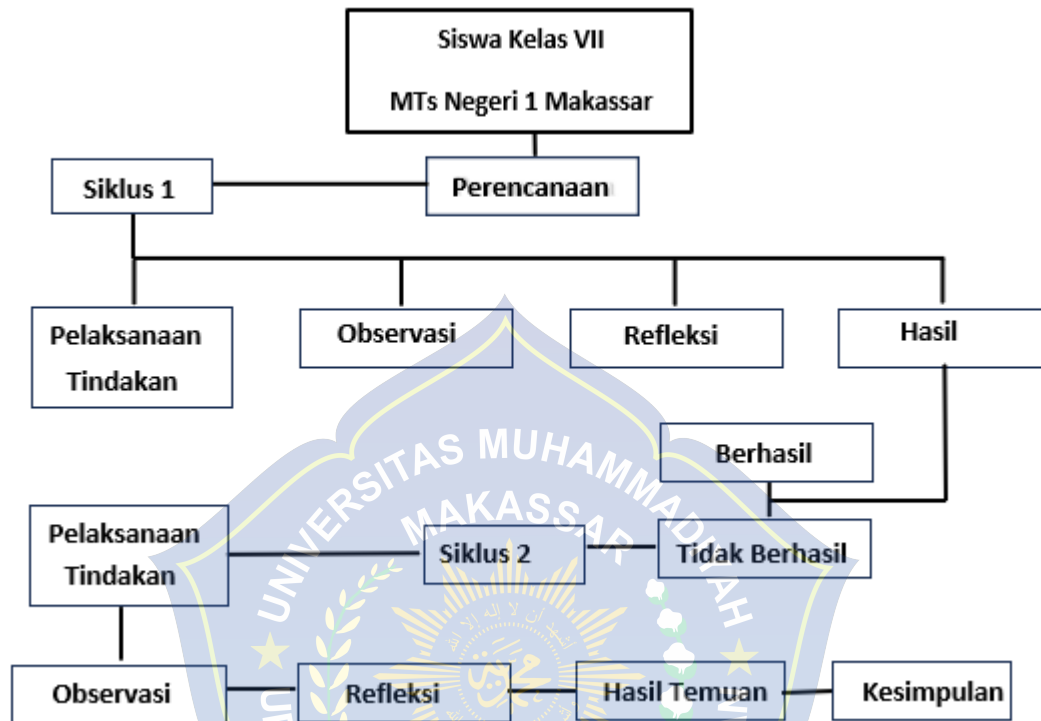 Siswa Kelas VII
MTs Negeri 1 Makassar
Siklus 1
Perencanaan
Pelaksanaan
Tindakan
Observasi
Refleksi
Hasil
Berhasil
Tidak Berhasil
Siklus 2
Pelaksanaan
Tindakan
Observasi
Refleksi
Hasil Temuan
Kesimpulan
UNIVERSITAS MUHAMMADIYAH
MAKASSAR